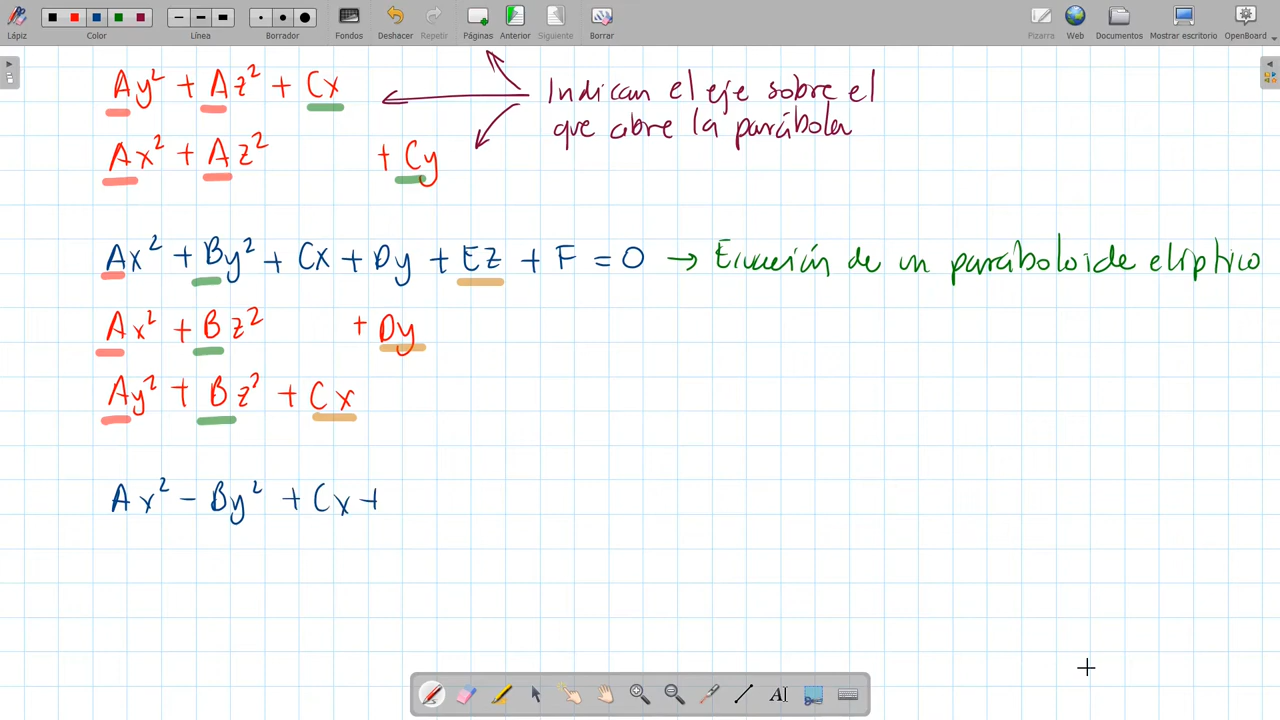 Lápiz Color Línea Borrador Fondos Deshacer Repetir Páginas Anterior Siguiente Borrar Pizarra Web Documentos Mostrar escritorio OpenBoard
Ay² + Az² + Cx
Indican el eje sobre el
que abre la parábola
Ax² + Az² + Cy
Ax² + By² + Cx + Dy + Ez + F = 0 → Ecuación de un paraboloide elíptico
Ax² + Bz² + Dy
Ay² + Bz² + Cx
Ax² - By² + Cx +
AI